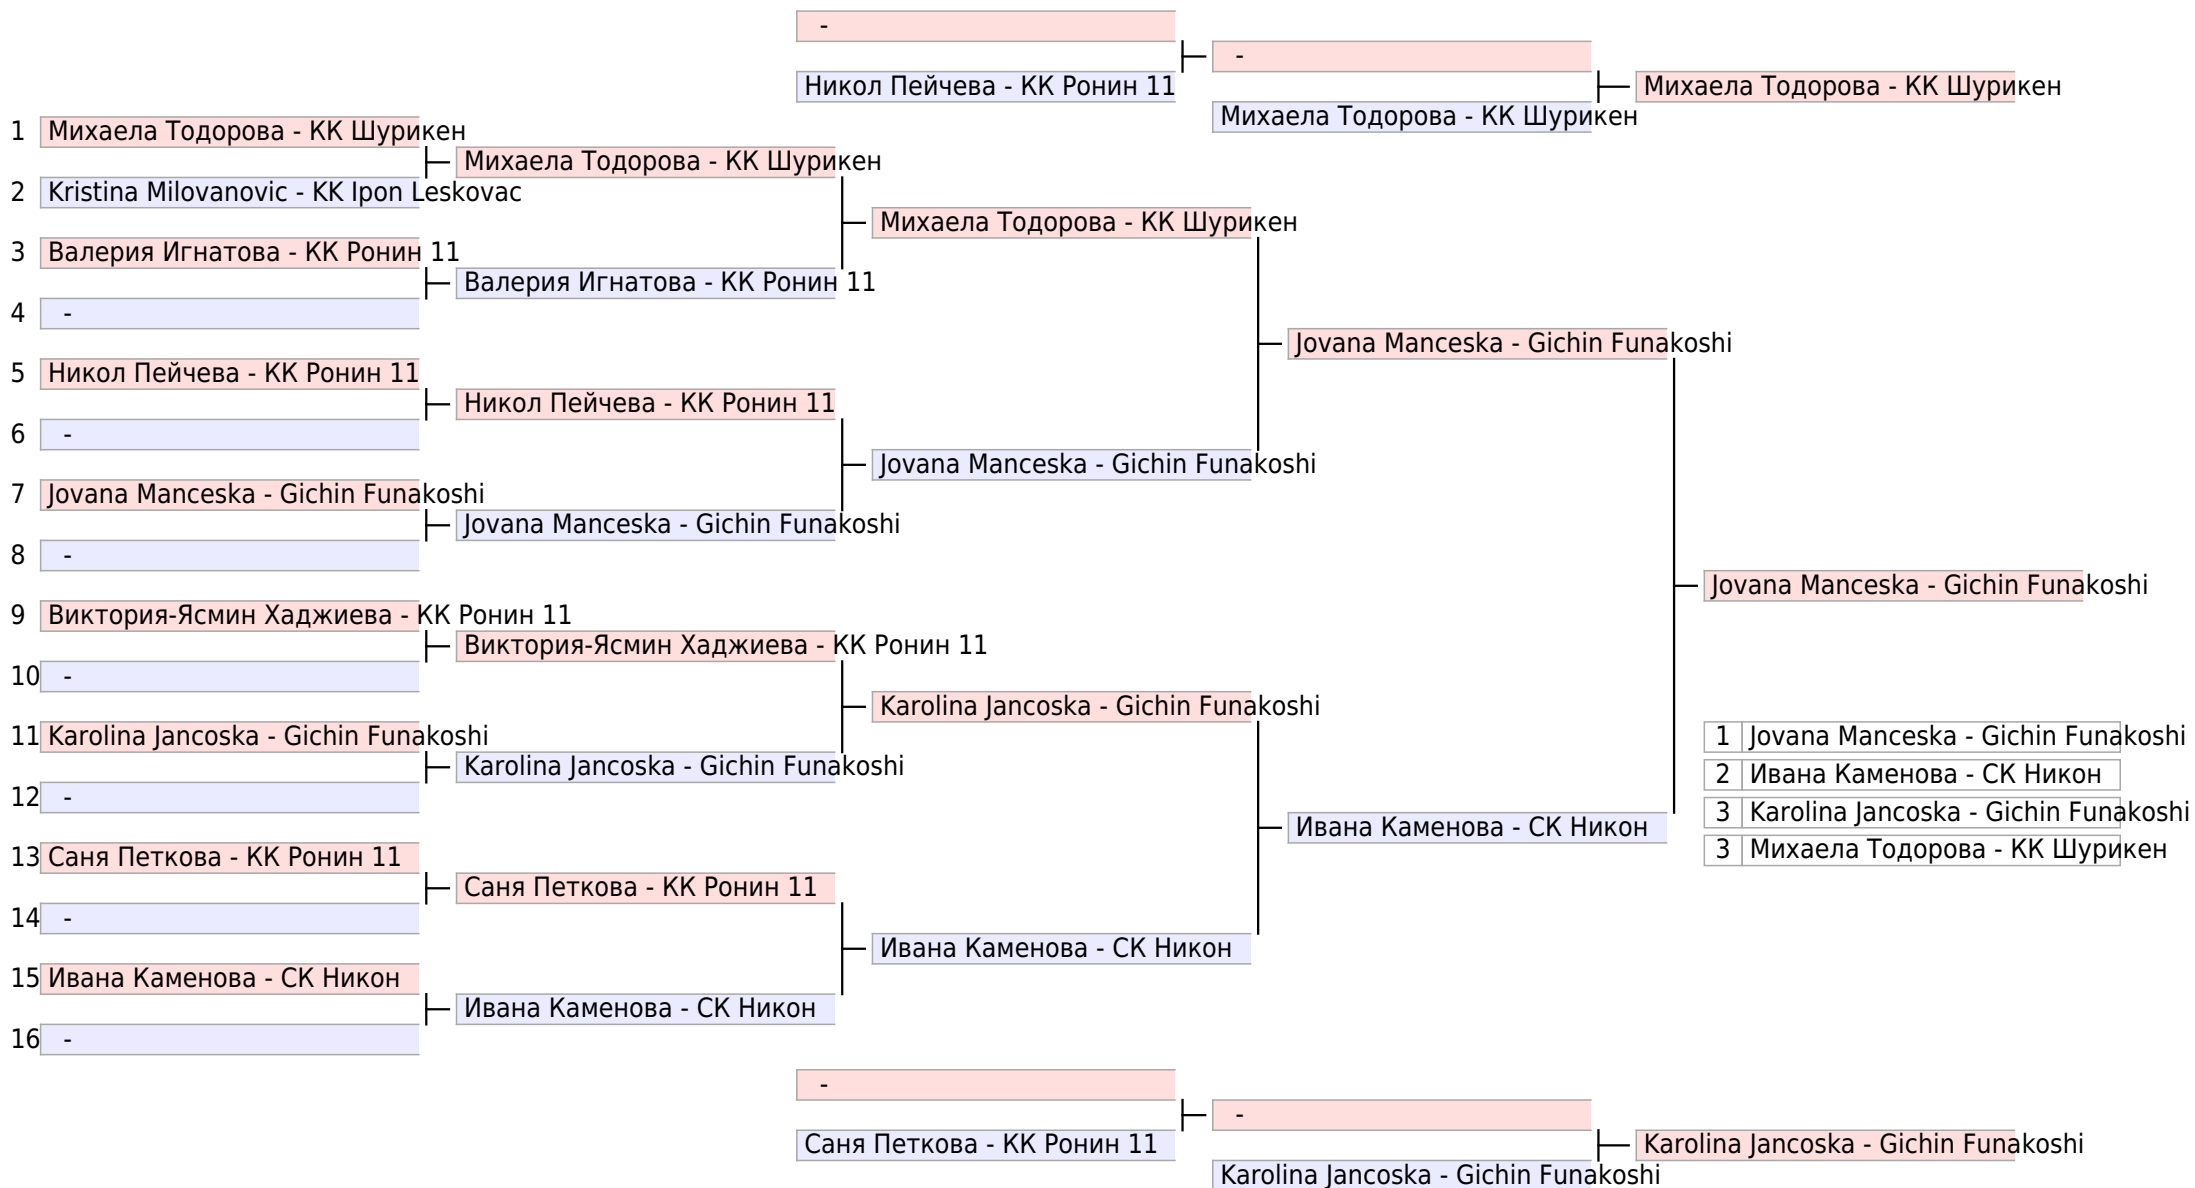 -
Никол Пейчева - КК Ронин 11
-
Михаела Тодорова - КК Шурикен
Михаела Тодорова - КК Шурикен
1 Михаела Тодорова - КК Шурикен
2 Kristina Milovanovic - KK Ipon Leskovac
3 Валерия Игнатова - КК Ронин 11
4 -
5 Никол Пейчева - КК Ронин 11
6 -
7 Jovana Manceska - Gichin Funakoshi
8 -
9 Виктория-Ясмин Хаджиева - КК Ронин 11
10 -
11 Karolina Jancoska - Gichin Funakoshi
12 -
13 Саня Петкова - КК Ронин 11
14 -
15 Ивана Каменова - СК Никон
16 -
Михаела Тодорова - КК Шурикен
Валерия Игнатова - КК Ронин 11
Никол Пейчева - КК Ронин 11
Jovana Manceska - Gichin Funakoshi
Виктория-Ясмин Хаджиева - КК Ронин 11
Karolina Jancoska - Gichin Funakoshi
Саня Петкова - КК Ронин 11
Ивана Каменова - СК Никон
Михаела Тодорова - КК Шурикен
Jovana Manceska - Gichin Funakoshi
Karolina Jancoska - Gichin Funakoshi
Ивана Каменова - СК Никон
Jovana Manceska - Gichin Funakoshi
Ивана Каменова - СК Никон
Jovana Manceska - Gichin Funakoshi
1 Jovana Manceska - Gichin Funakoshi
2 Ивана Каменова - СК Никон
3 Karolina Jancoska - Gichin Funakoshi
3 Михаела Тодорова - КК Шурикен
-
Саня Петкова - КК Ронин 11
-
Karolina Jancoska - Gichin Funakoshi
Karolina Jancoska - Gichin Funakoshi